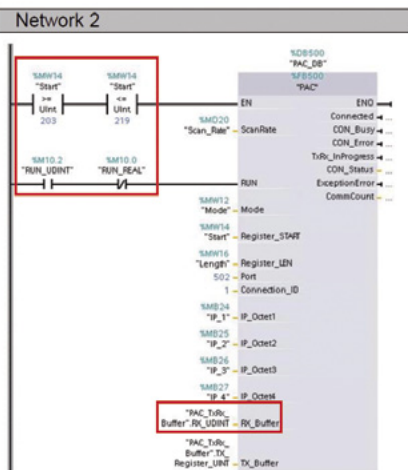 Network 2
%DB500
"PAC_DB"
%MW14 %MW14 %FB500
"Start" "Start" "PAC"
>= <= EN ENO
UInt UInt
203 219
Connected ...
%MD20 CON_Busy ...
"Scan_Rate" ScanRate CON_Error ...
TxRx_InProgress ...
%M10.2 %M10.0 CON_Status ...
"RUN_UDINT" "RUN_REAL" RUN ExceptionError ...
%MW12 CommCount ...
"Mode" Mode
%MW14
"Start" Register_START
%MW16
"Length" Register_LEN
502 Port
1 Connection_ID
%MB24
"IP_1" IP_Octet1
%MB25
"IP_2" IP_Octet2
%MB26
"IP_3" IP_Octet3
%MB27
"IP_4" IP_Octet4
"PAC_TxRx_
Buffer".RX_UDINT RX_Buffer
"PAC_TxRx_
Buffer".TX_
Register_UINT TX_Buffer